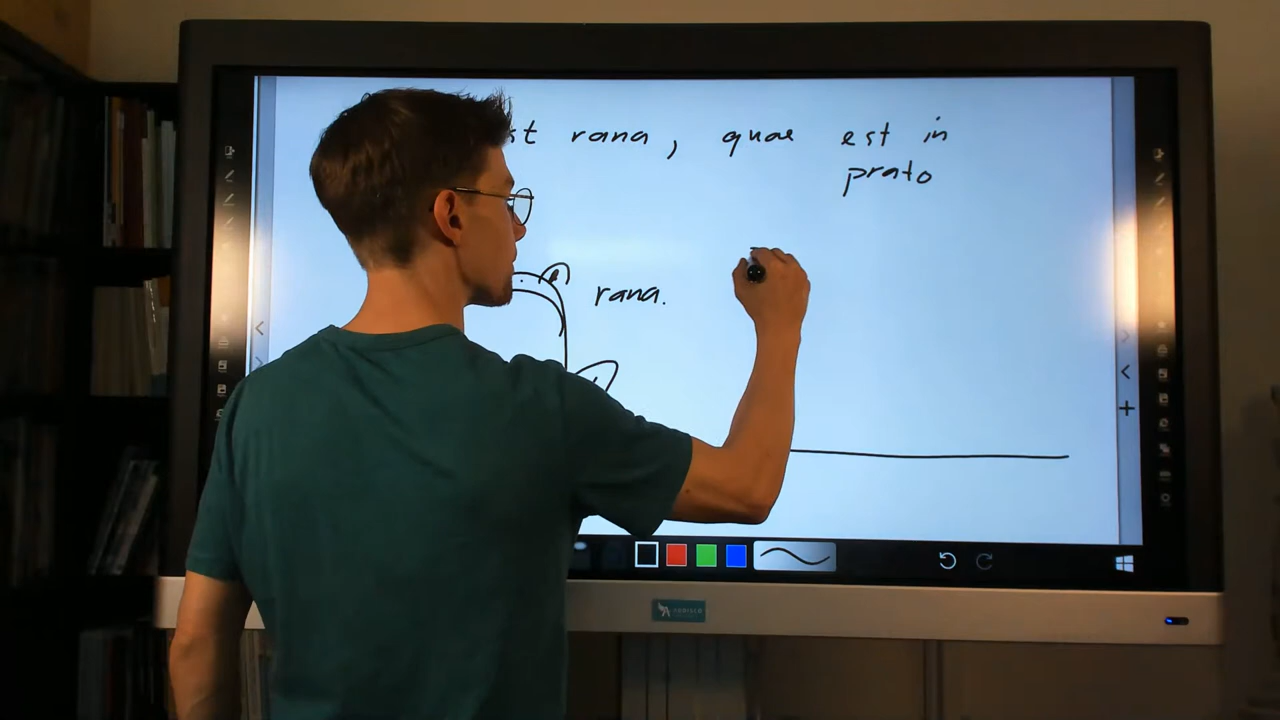 st rana, quae est in
prato
rana.